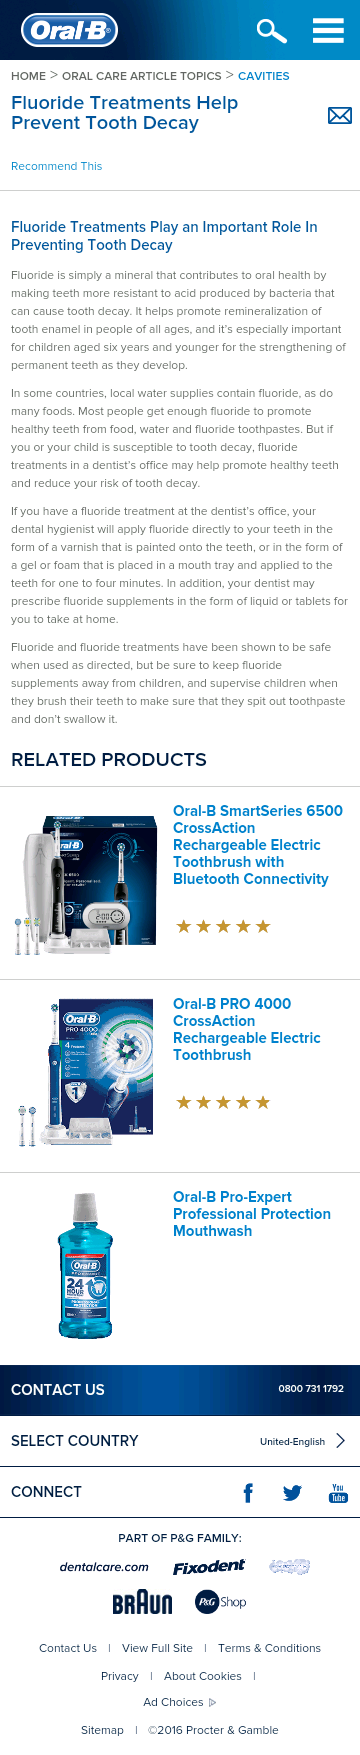 Oral-B
HOME > ORAL CARE ARTICLE TOPICS > CAVITIES
Fluoride Treatments Help
Prevent Tooth Decay
Recommend This
Fluoride Treatments Play an Important Role In
Preventing Tooth Decay
Fluoride is simply a mineral that contributes to oral health by
making teeth more resistant to acid produced by bacteria that
can cause tooth decay. It helps promote remineralization of
tooth enamel in people of all ages, and it's especially important
for children aged six years and younger for the strengthening of
permanent teeth as they develop.
In some countries, local water supplies contain fluoride, as do
many foods. Most people get enough fluoride to promote
healthy teeth from food, water and fluoride toothpastes. But if
you or your child is susceptible to tooth decay, fluoride
treatments in a dentist's office may help promote healthy teeth
and reduce your risk of tooth decay.
If you have a fluoride treatment at the dentist's office, your
dental hygienist will apply fluoride directly to your teeth in the
form of a varnish that is painted onto the teeth, or in the form of
a gel or foam that is placed in a mouth tray and applied to the
teeth for one to four minutes. In addition, your dentist may
prescribe fluoride supplements in the form of liquid or tablets for
you to take at home.
Fluoride and fluoride treatments have been shown to be safe
when used as directed, but be sure to keep fluoride
supplements away from children, and supervise children when
they brush their teeth to make sure that they spit out toothpaste
and don't swallow it.
RELATED PRODUCTS
Oral-B SmartSeries 6500
CrossAction
Rechargeable Electric
Toothbrush with
Bluetooth Connectivity
Oral-B
Oral-B PRO 4000
CrossAction
Rechargeable Electric
Toothbrush
Oral-B
PRO 4000
Oral-B Pro-Expert
Professional Protection
Mouthwash
Oral-B
24
HOUR
CONTACT US 0800 731 1792
SELECT COUNTRY United-English
CONNECT You Tube
PART OF P&G FAMILY:
dentalcare.com Fixodent
BRAUN P&G Shop
Contact Us | View Full Site | Terms & Conditions
Privacy | About Cookies |
Ad Choices
Sitemap | ©2016 Procter & Gamble